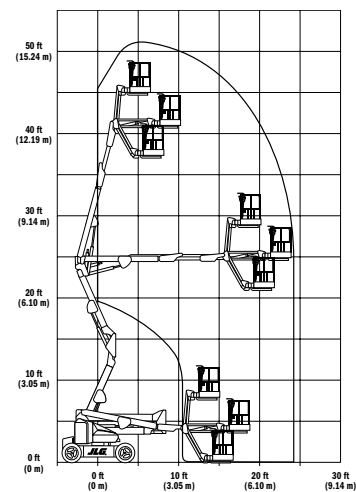 50 ft
(15.24 m)
40 ft
(12.19 m)
30 ft
(9.14 m)
20 ft
(6.10 m)
10 ft
(3.05 m)
0 ft
(0 m)
JLG
0 ft
(0 m)
10 ft
(3.05 m)
20 ft
(6.10 m)
30 ft
(9.14 m)